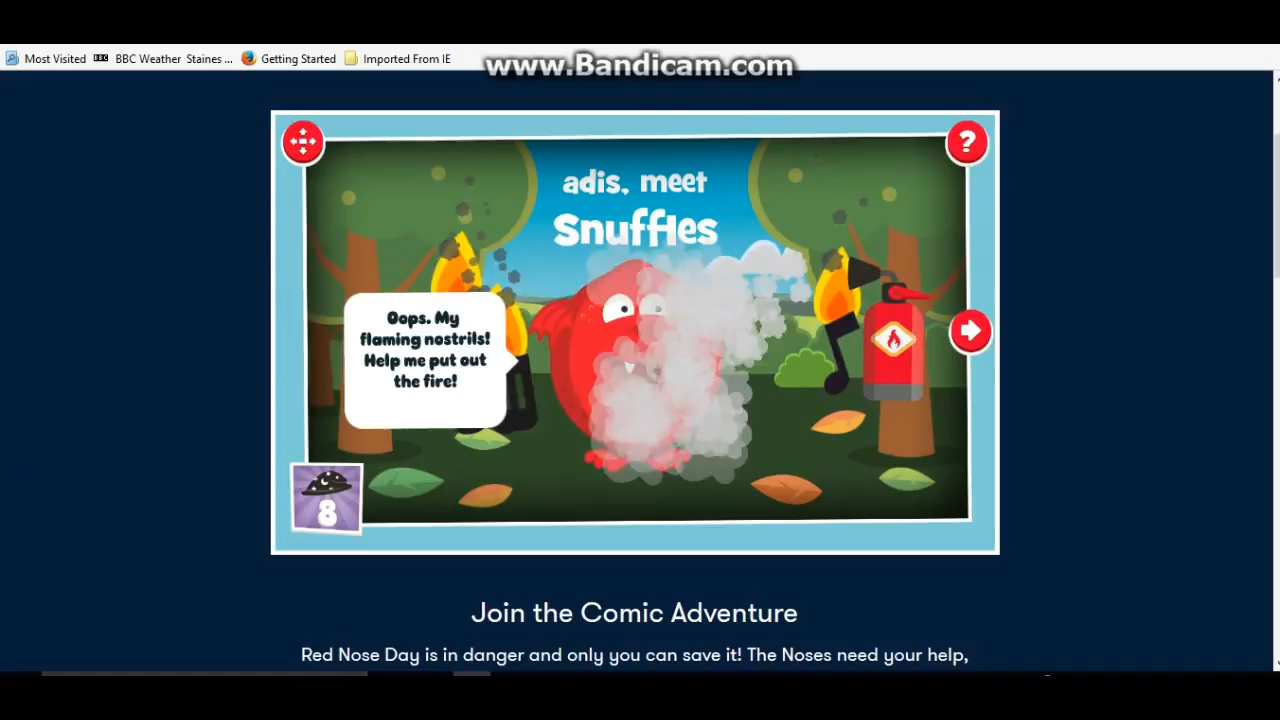 www.Bandicam.com
Most Visited BBC BBC Weather Staines ... Getting Started Imported From IE
?
adis, meet
Snuffles
Oops. My
flaming nostrils!
Help me put out
the fire!
8
Join the Comic Adventure
Red Nose Day is in danger and only you can save it! The Noses need your help,